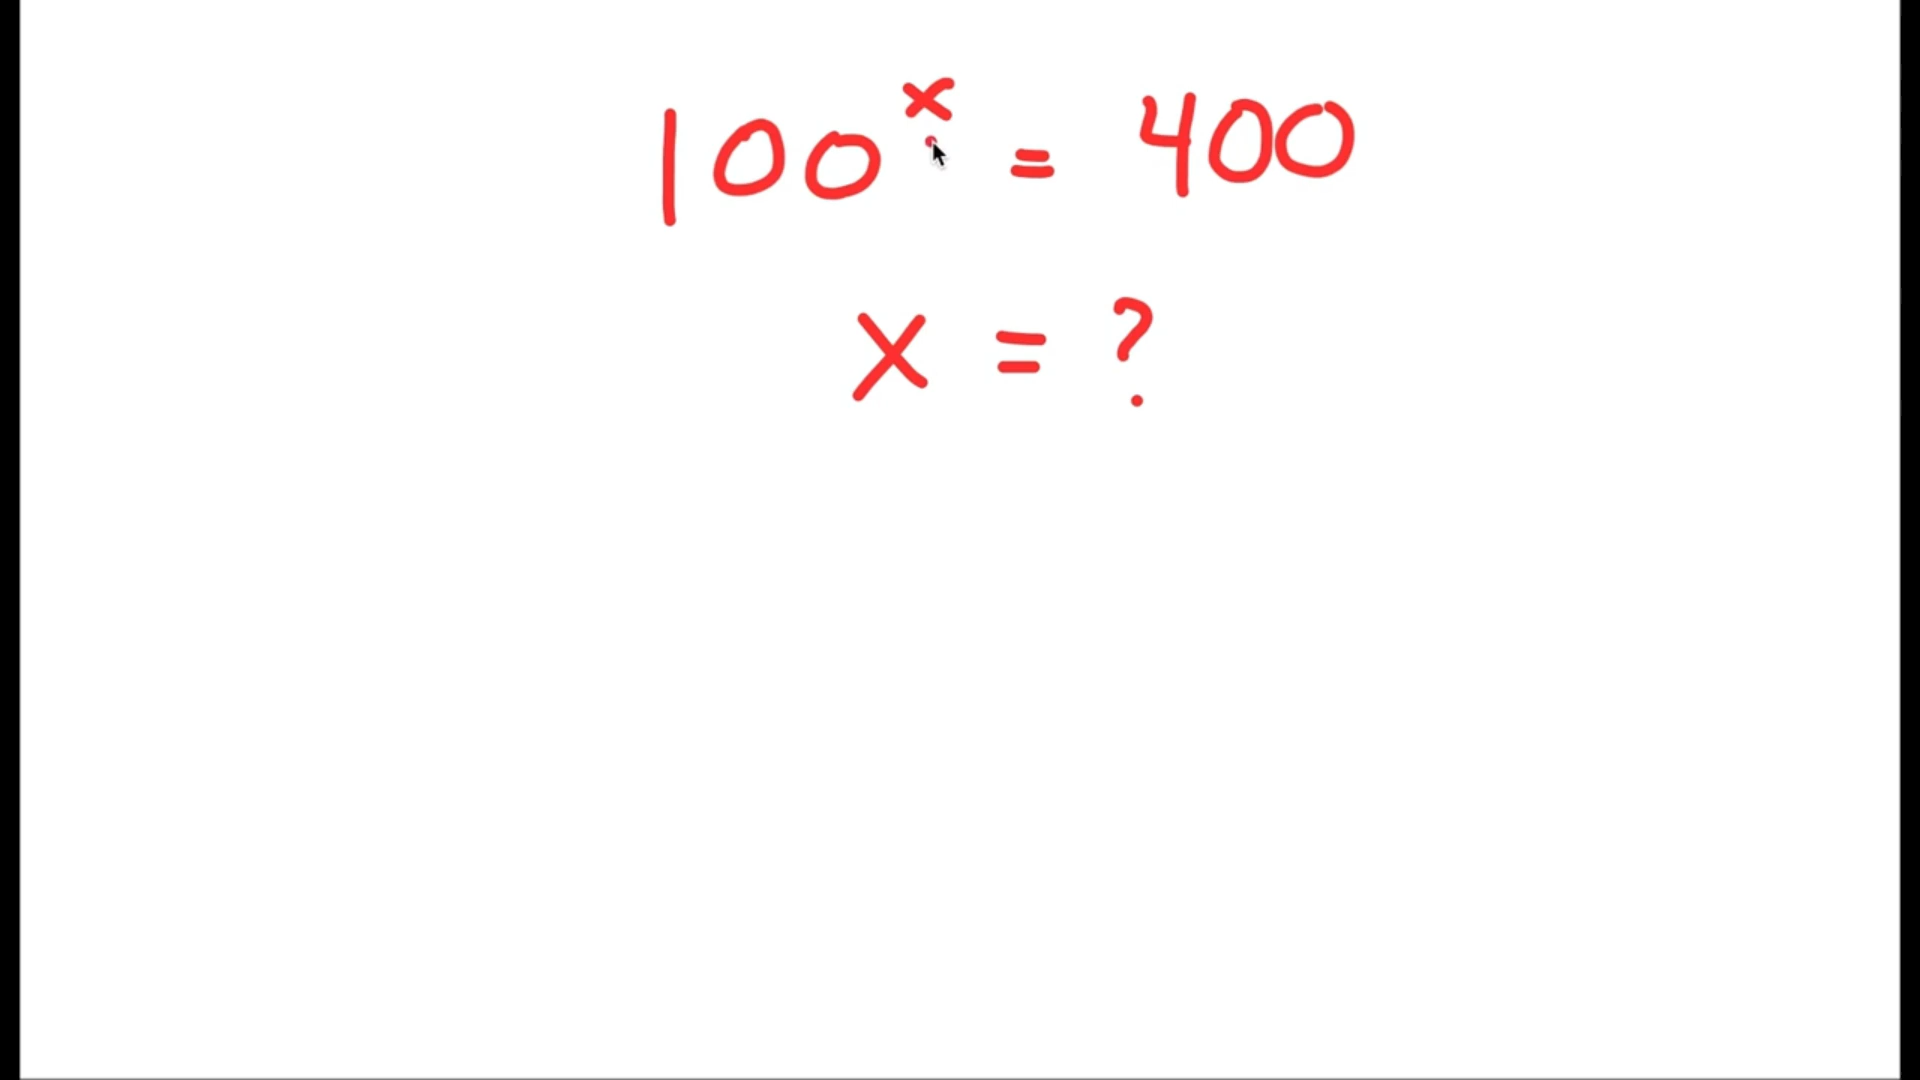 100^x = 400
x = ?